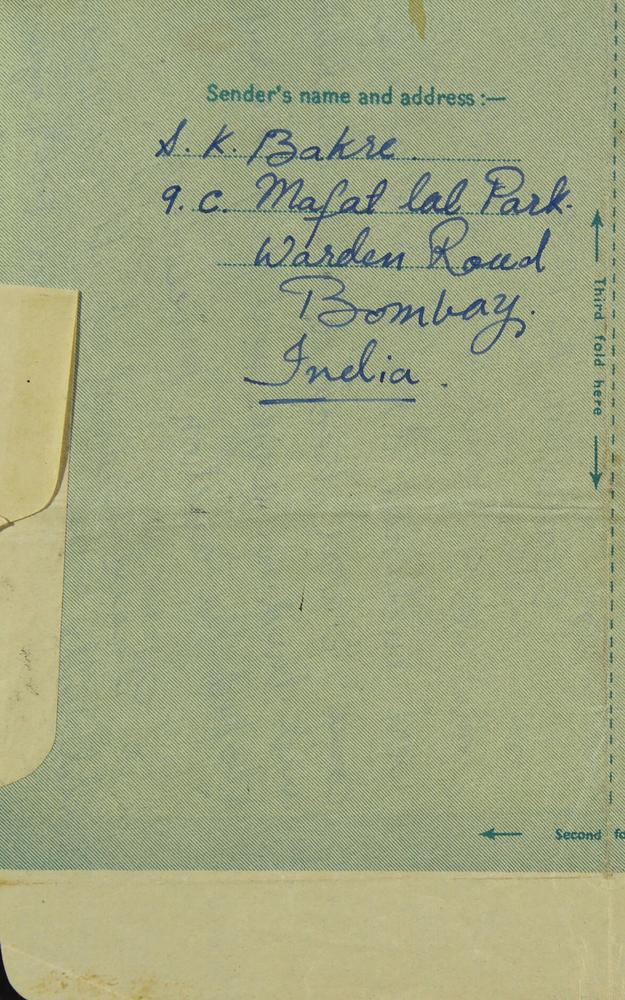 Sender's name and address :—
S. K. Bakre.
9. C. Mafat lal Park.
Warden Road
Bombay.
India.
Third fold here
Second fo